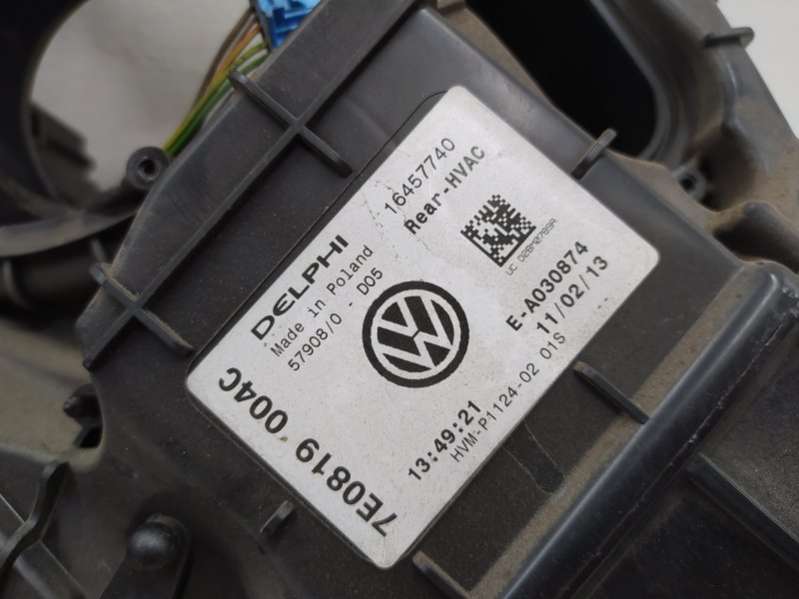 DELPHI
Made in Poland
57908/0 - D05
16457740
Rear-HVAC
7E0819 004C
13:49:21
HVM-P1124-02 01S
E-A030874
11/02/13